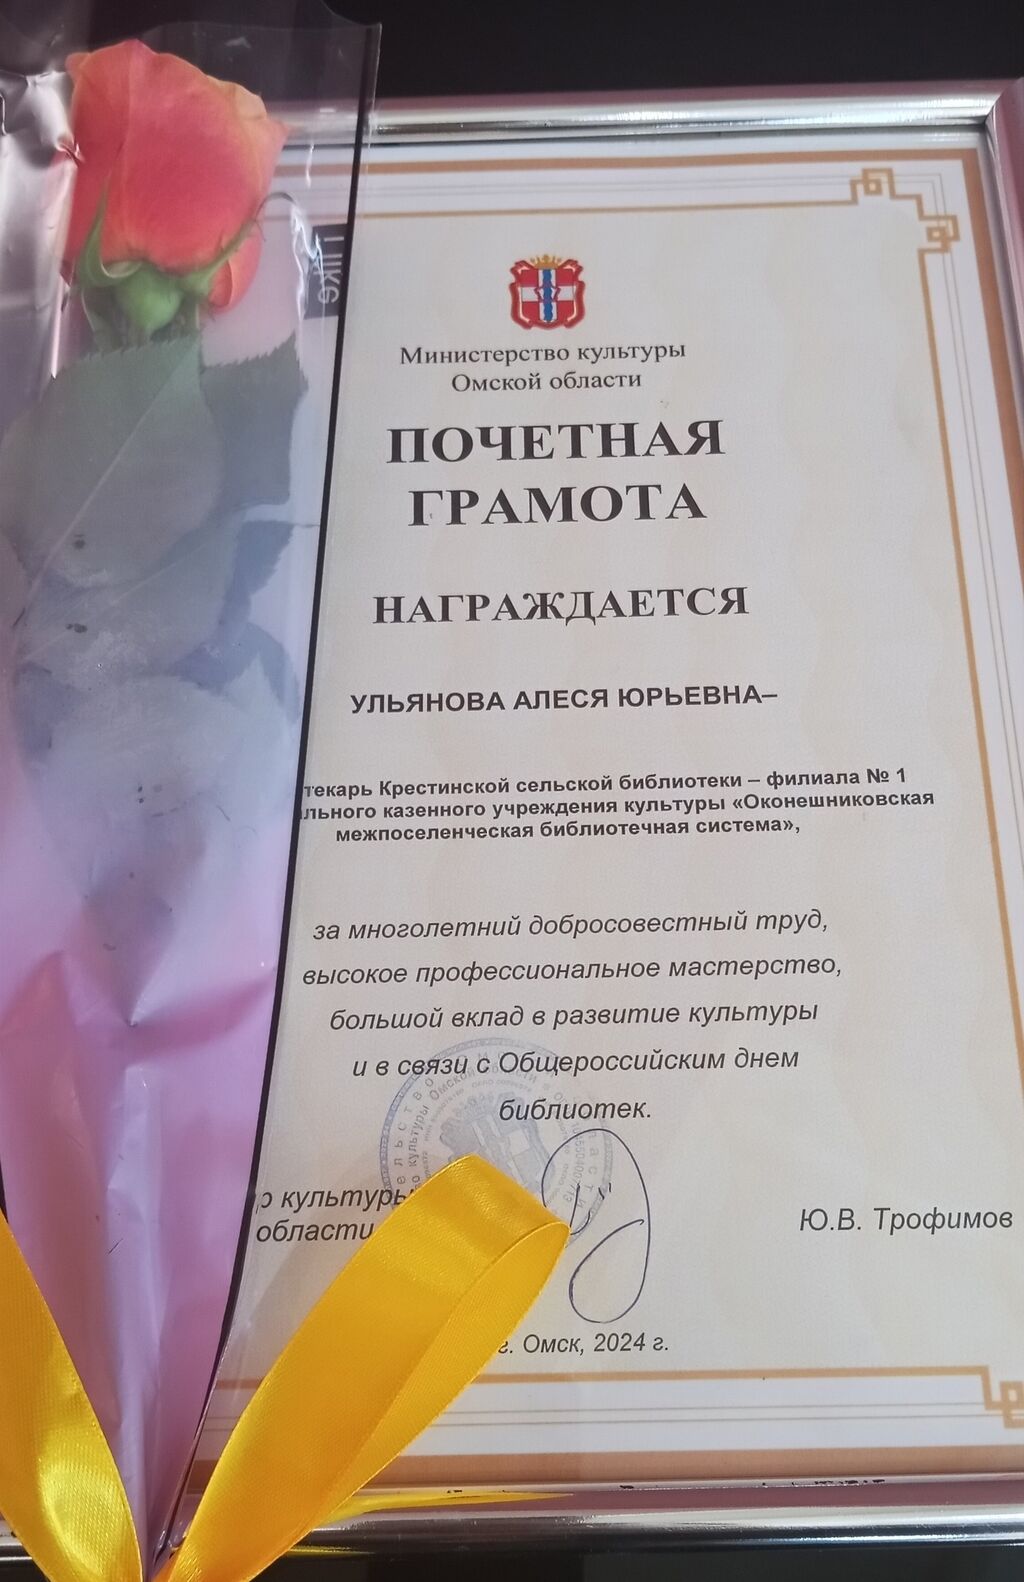 I like
Министерство культуры
Омской области
ПОЧЕТНАЯ
ГРАМОТА
НАГРАЖДАЕТСЯ
УЛЬЯНОВА АЛЕСЯ ЮРЬЕВНА–
текарь Крестинской сельской библиотеки – филиала № 1
льного казенного учреждения культуры «Оконешниковская
межпоселенческая библиотечная система»,
за многолетний добросовестный труд,
высокое профессиональное мастерство,
большой вклад в развитие культуры
и в связи с Общероссийским днем
библиотек.
р культуры
области
Ю.В. Трофимов
г. Омск, 2024 г.